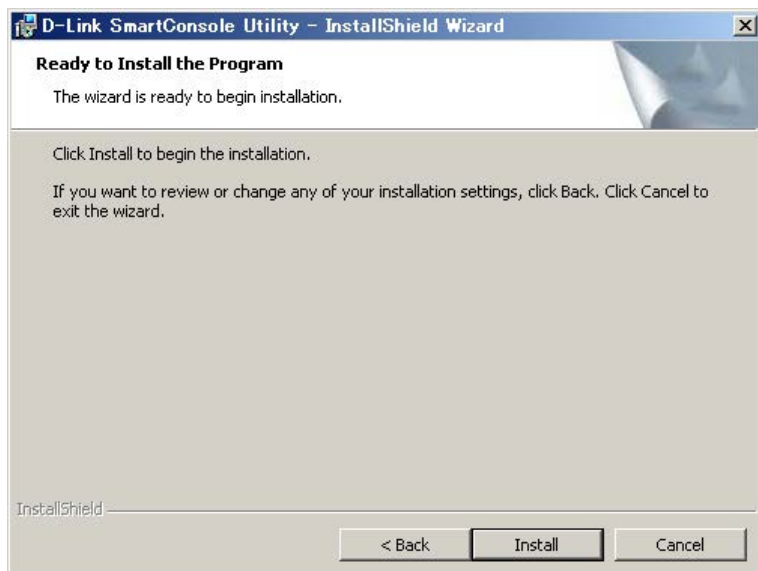 D-Link SmartConsole Utility - InstallShield Wizard
Ready to Install the Program
The wizard is ready to begin installation.
Click Install to begin the installation.
If you want to review or change any of your installation settings, click Back. Click Cancel to
exit the wizard.
InstallShield
< Back Install Cancel